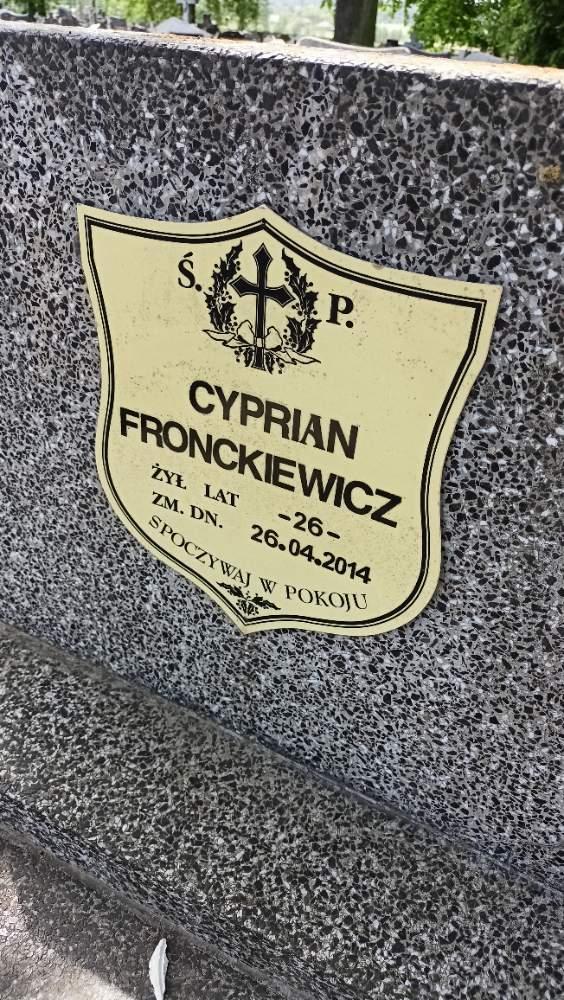 Ś. P.
CYPRIAN
FRONCKIEWICZ
ŻYŁ LAT -26-
ZM. DN. 26.04.2014
SPOCZYWAJ W POKOJU